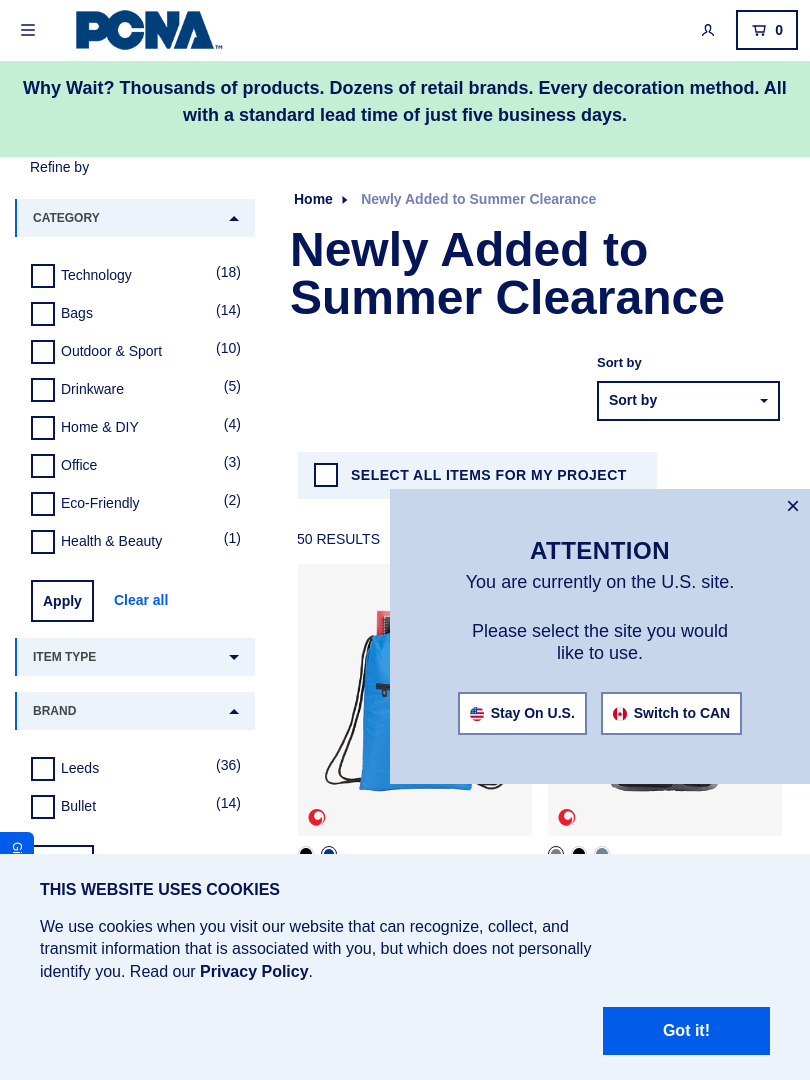 PCNA™
0
Why Wait? Thousands of products. Dozens of retail brands. Every decoration method. All
with a standard lead time of just five business days.
Refine by
CATEGORY
Technology (18)
Bags (14)
Outdoor & Sport (10)
Drinkware (5)
Home & DIY (4)
Office (3)
Eco-Friendly (2)
Health & Beauty (1)
Apply Clear all
ITEM TYPE
BRAND
Leeds (36)
Bullet (14)
Home Newly Added to Summer Clearance
Newly Added to
Summer Clearance
Sort by
Sort by
SELECT ALL ITEMS FOR MY PROJECT
50 RESULTS
ATTENTION
You are currently on the U.S. site.
Please select the site you would
like to use.
Stay On U.S. Switch to CAN
THIS WEBSITE USES COOKIES
We use cookies when you visit our website that can recognize, collect, and
transmit information that is associated with you, but which does not personally
identify you. Read our Privacy Policy.
Got it!